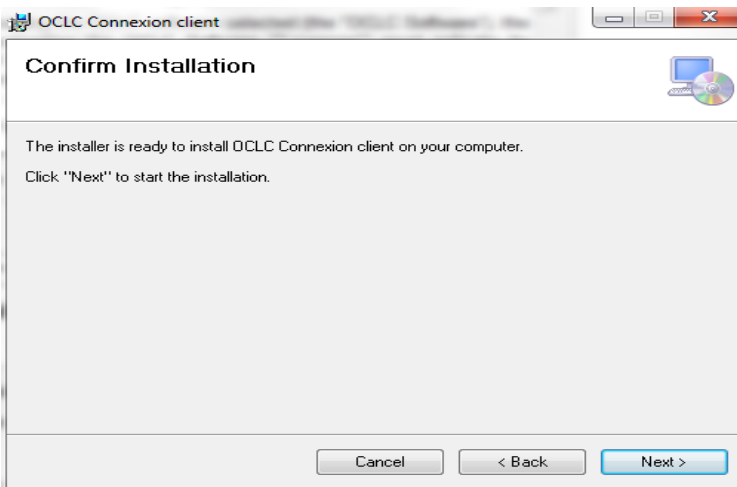 OCLC Connexion client
Confirm Installation
The installer is ready to install OCLC Connexion client on your computer.
Click "Next" to start the installation.
Cancel
< Back
Next >